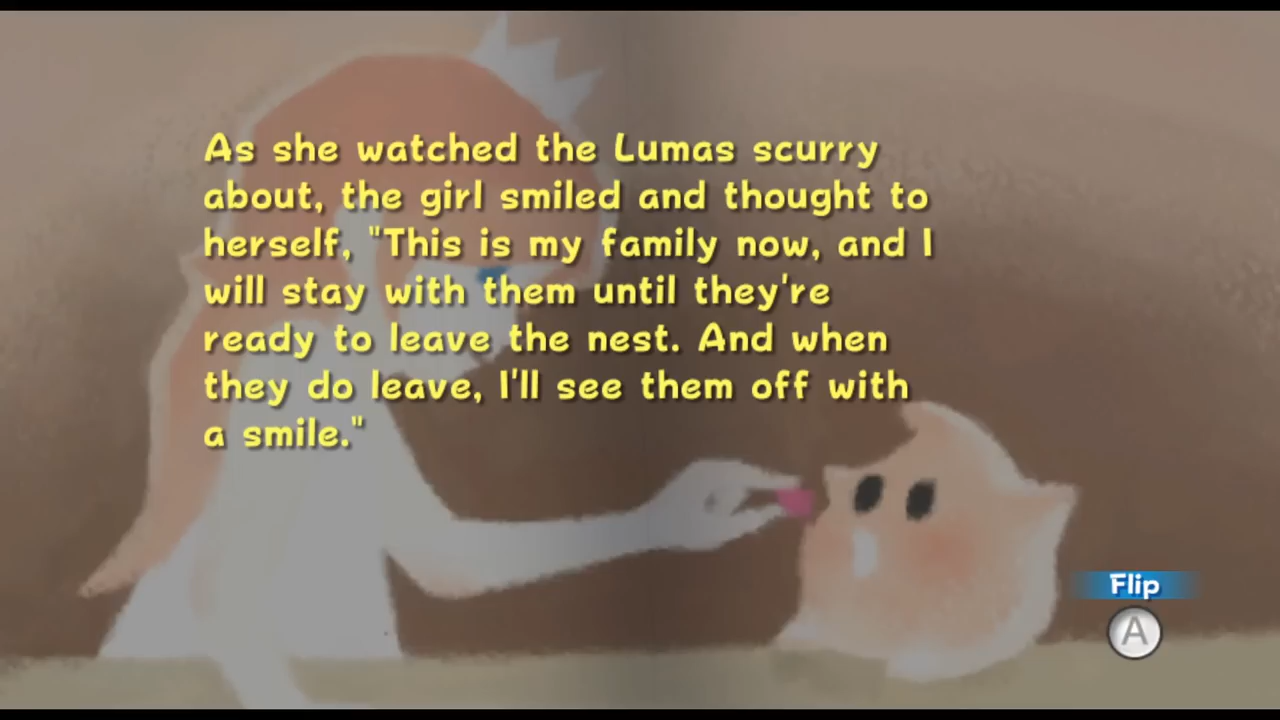 As she watched the Lumas scurry
about, the girl smiled and thought to
herself, "This is my family now, and I
will stay with them until they're
ready to leave the nest. And when
they do leave, I'll see them off with
a smile."
Flip
A